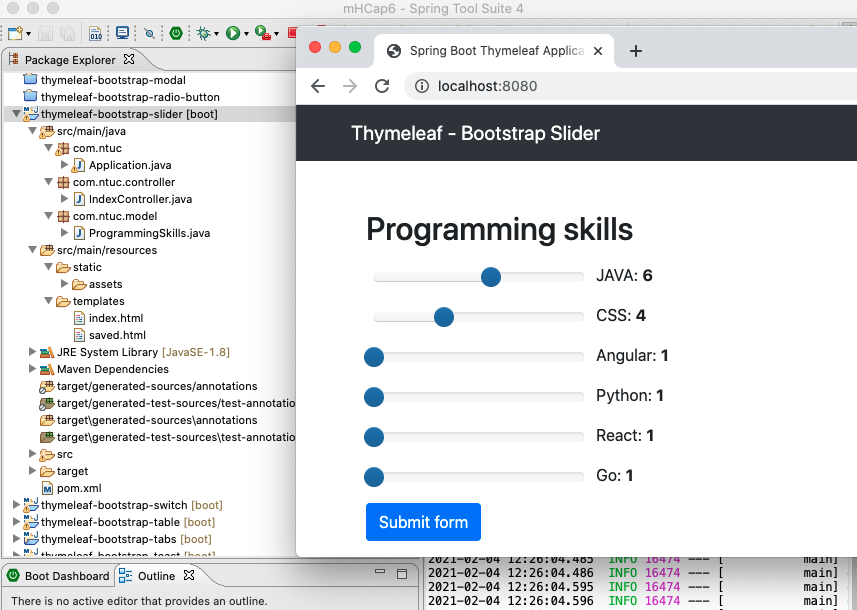 mHCap6 - Spring Tool Suite 4
Package Explorer
thymeleaf-bootstrap-modal
thymeleaf-bootstrap-radio-button
thymeleaf-bootstrap-slider [boot]
src/main/java
com.ntuc
Application.java
com.ntuc.controller
IndexController.java
com.ntuc.model
ProgrammingSkills.java
src/main/resources
static
assets
templates
index.html
saved.html
JRE System Library [JavaSE-1.8]
Maven Dependencies
target/generated-sources/annotations
target/generated-test-sources/test-annotatio
target\generated-sources\annotations
target\generated-test-sources\test-annotatio
src
target
pom.xml
thymeleaf-bootstrap-switch [boot]
thymeleaf-bootstrap-table [boot]
thymeleaf-bootstrap-tabs [boot]
thymeleaf-bootstrap-toast [boot]
Boot Dashboard
Outline
There is no active editor that provides an outline.
Spring Boot Thymeleaf Applica
localhost:8080
Thymeleaf - Bootstrap Slider
Programming skills
JAVA: 6
CSS: 4
Angular: 1
Python: 1
React: 1
Go: 1
Submit form
2021-02-04 12:26:04.485 INFO 16474 --- [ main]
2021-02-04 12:26:04.486 INFO 16474 --- [ main]
2021-02-04 12:26:04.595 INFO 16474 --- [ main]
2021-02-04 12:26:04.596 INFO 16474 --- [ main]